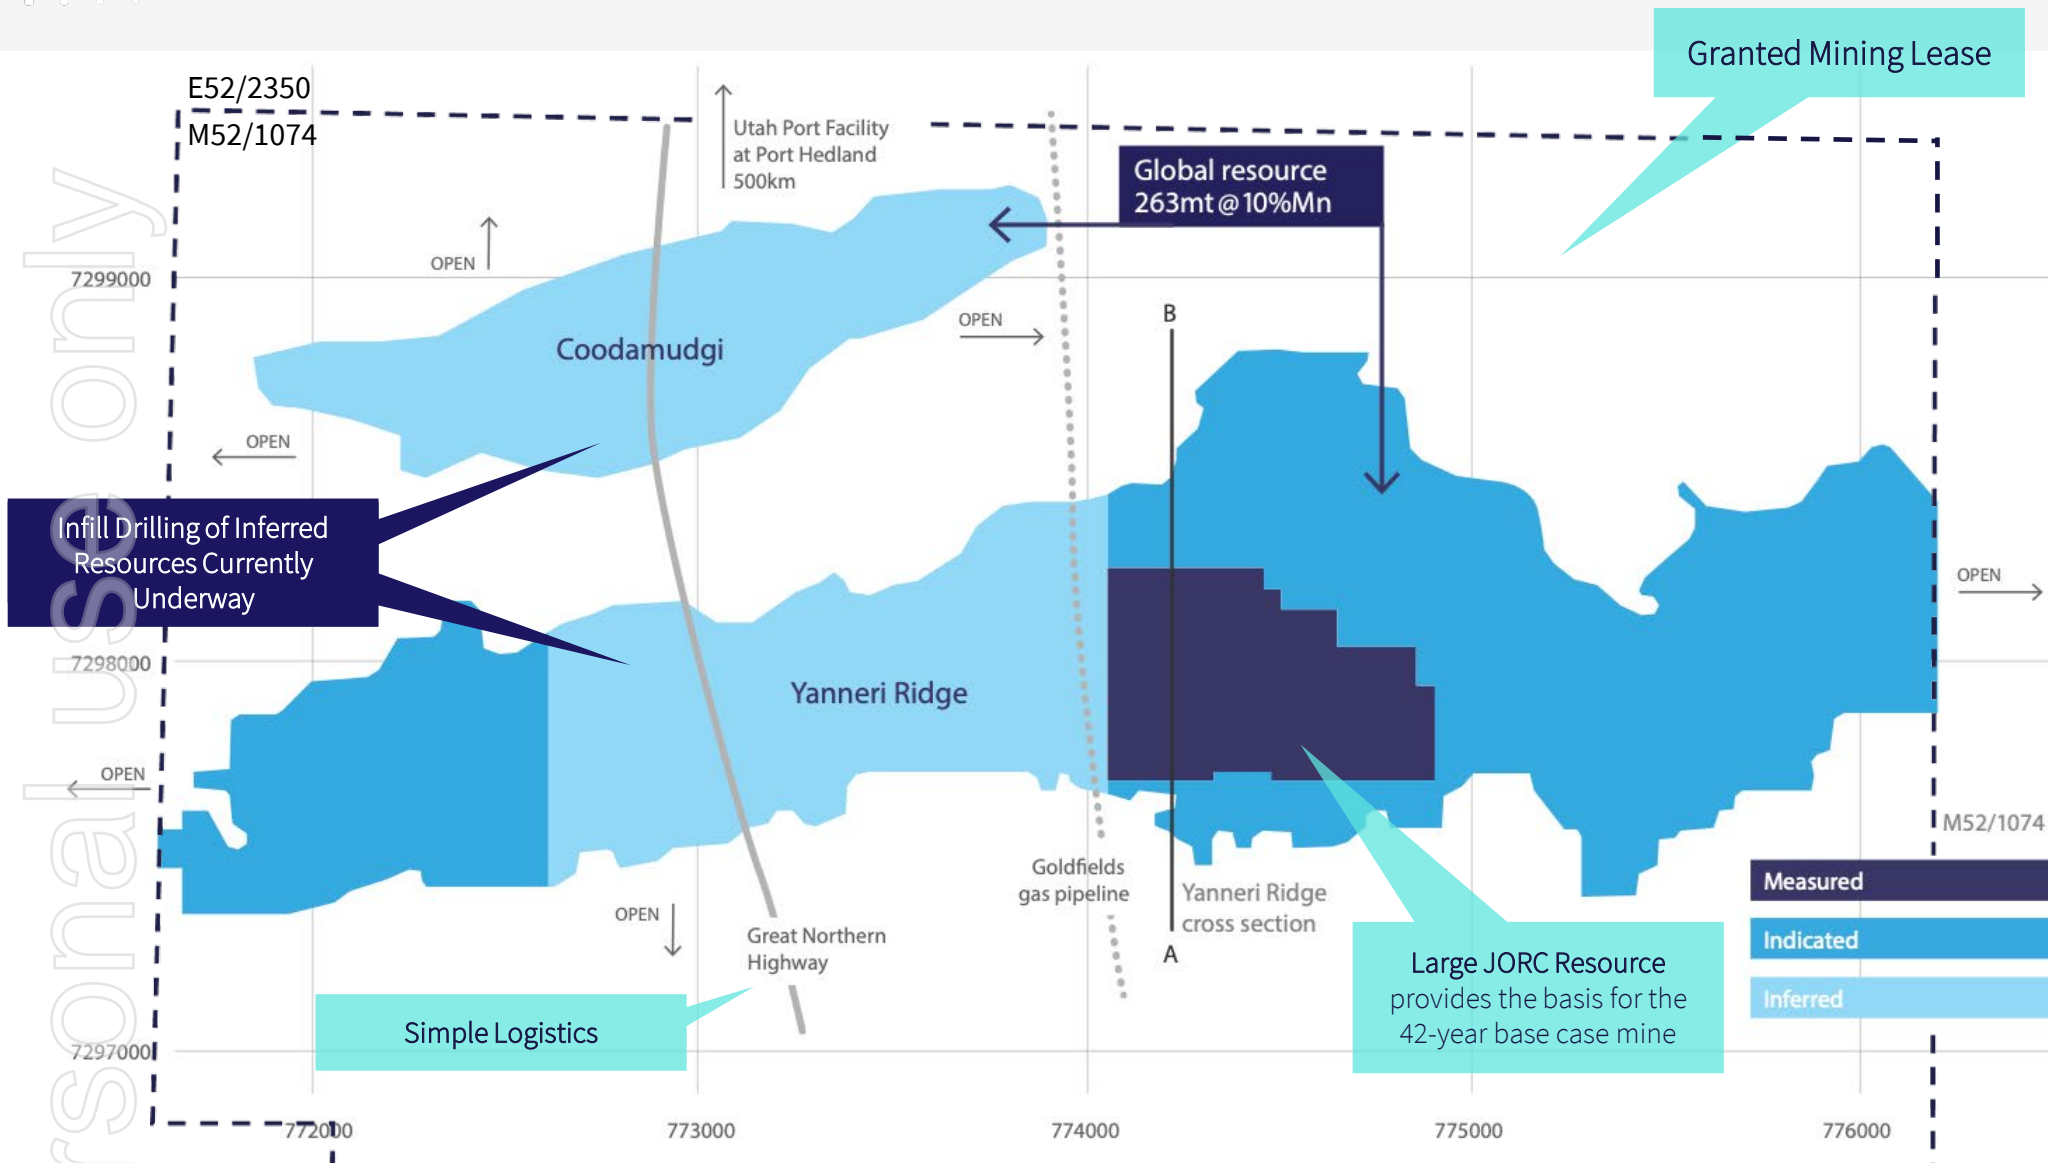 Granted Mining Lease
E52/2350
M52/1074
Utah Port Facility
at Port Hedland
500km
Global resource
263mt@10%Mn
OPEN
7299000
B
OPEN
Coodamudgi
OPEN
Infill Drilling of Inferred
Resources Currently
Underway
OPEN
7298000
Yanneri Ridge
OPEN
M52/1074
Goldfields
gas pipeline
Yanneri Ridge
cross section
A
OPEN
Great Northern
Highway
Measured
Indicated
Inferred
Large JORC Resource
provides the basis for the
42-year base case mine
Simple Logistics
7297000
772000
773000
774000
775000
776000
rsonal use only